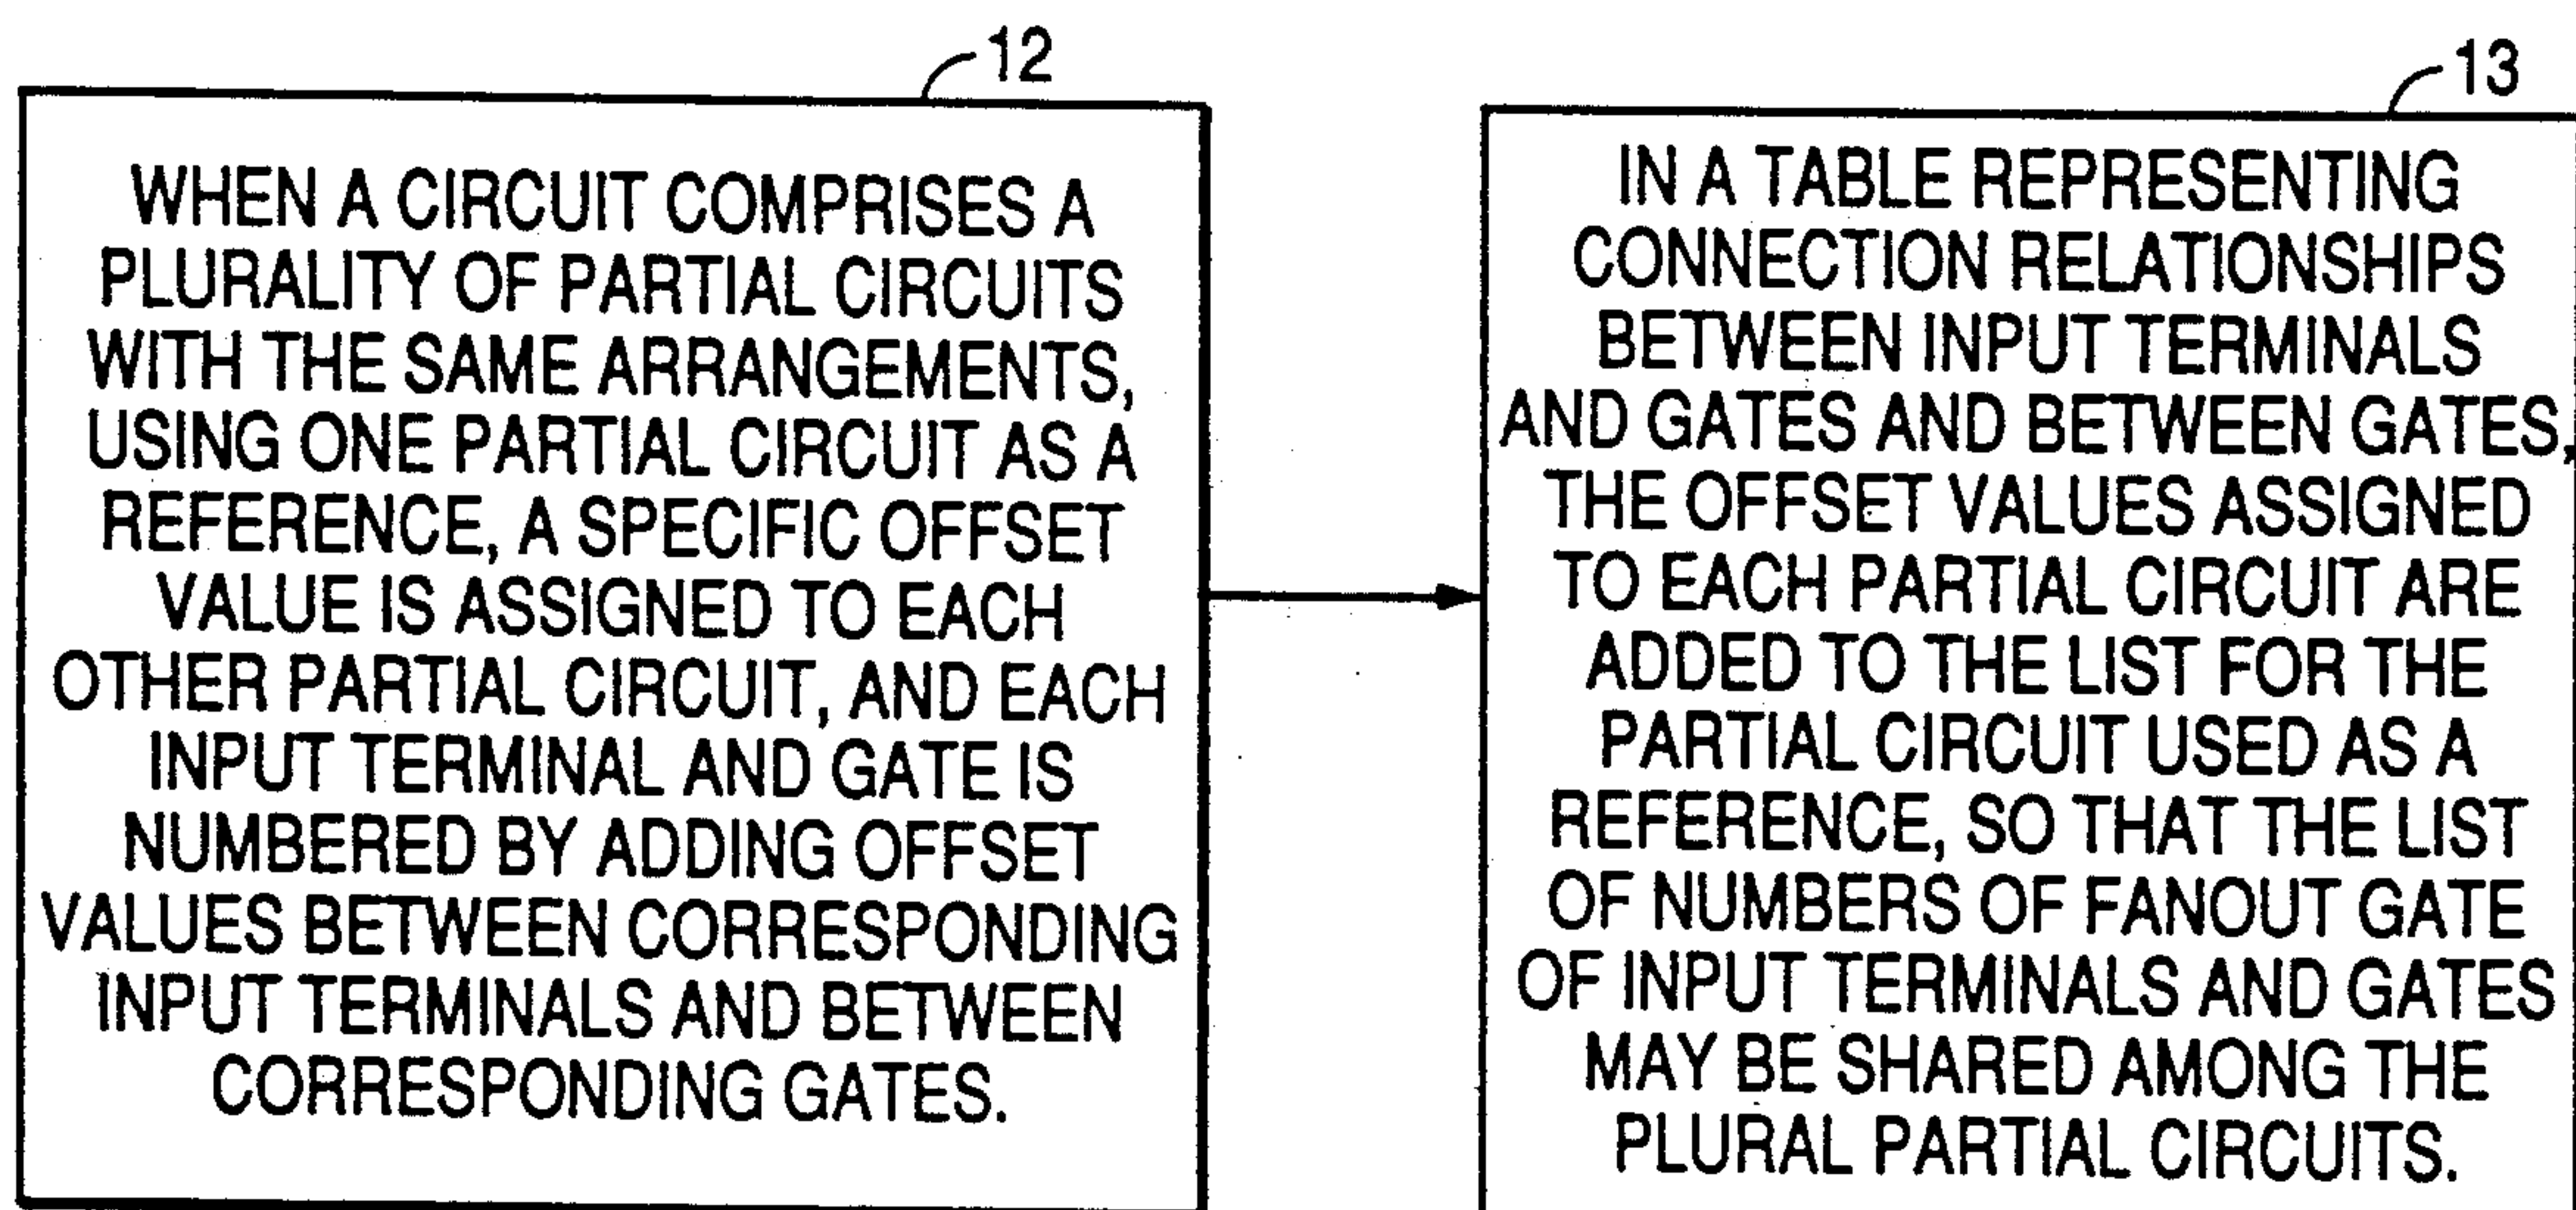 12
WHEN A CIRCUIT COMPRISES A
PLURALITY OF PARTIAL CIRCUITS
WITH THE SAME ARRANGEMENTS,
USING ONE PARTIAL CIRCUIT AS A
REFERENCE, A SPECIFIC OFFSET
VALUE IS ASSIGNED TO EACH
OTHER PARTIAL CIRCUIT, AND EACH
INPUT TERMINAL AND GATE IS
NUMBERED BY ADDING OFFSET
VALUES BETWEEN CORRESPONDING
INPUT TERMINALS AND BETWEEN
CORRESPONDING GATES.
13
IN A TABLE REPRESENTING
CONNECTION RELATIONSHIPS
BETWEEN INPUT TERMINALS
AND GATES AND BETWEEN GATES,
THE OFFSET VALUES ASSIGNED
TO EACH PARTIAL CIRCUIT ARE
ADDED TO THE LIST FOR THE
PARTIAL CIRCUIT USED AS A
REFERENCE, SO THAT THE LIST
OF NUMBERS OF FANOUT GATE
OF INPUT TERMINALS AND GATES
MAY BE SHARED AMONG THE
PLURAL PARTIAL CIRCUITS.